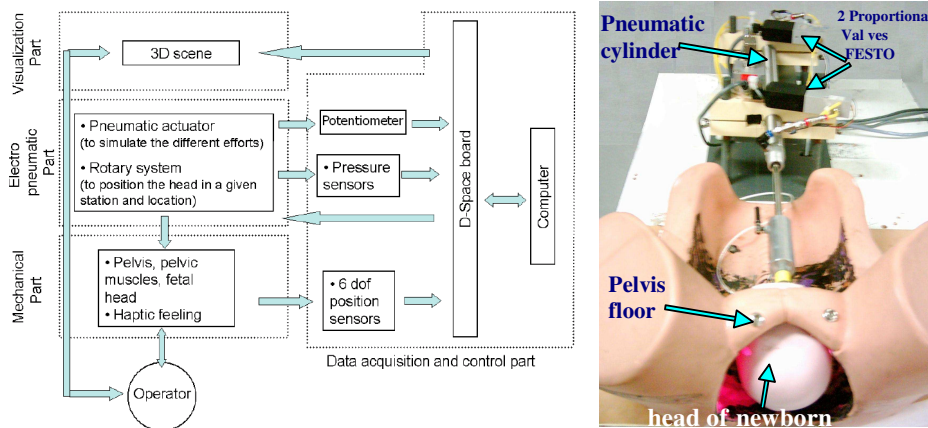 Visualization
Part
3D scene
Electro
pneumatic
Part
• Pneumatic actuator
(to simulate the different efforts)
• Rotary system
(to position the head in a given
station and location)
Potentiometer
• Pressure
sensors
D-Space board
Computer
Mechanical
Part
• Pelvis, pelvic
muscles, fetal
head
• Haptic feeling
• 6 dof
position
sensors
Data acquisition and control part
Operator
Pneumatic
cylinder
2 Proportiona
Val ves
FESTO
Pelvis
floor
head of newborn